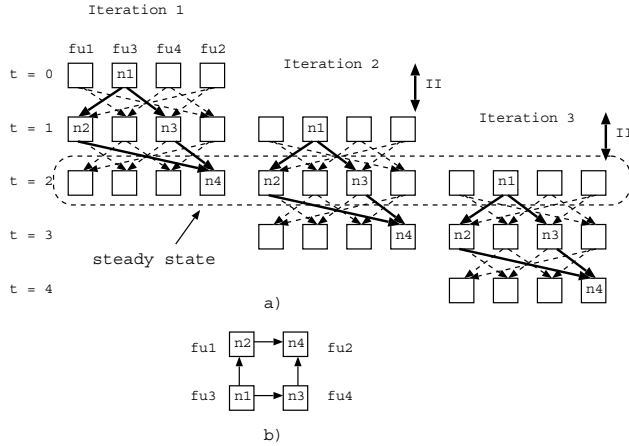 Iteration 1
fu1 fu3 fu4 fu2
Iteration 2
t = 0
n1
II
Iteration 3
t = 1
n2 n3
n1
II
t = 2
n4
n2 n3
n1
t = 3
n4
n2 n3
steady state
t = 4
n4
a)
fu1 n2 n4 fu2
fu3 n1 n3 fu4
b)